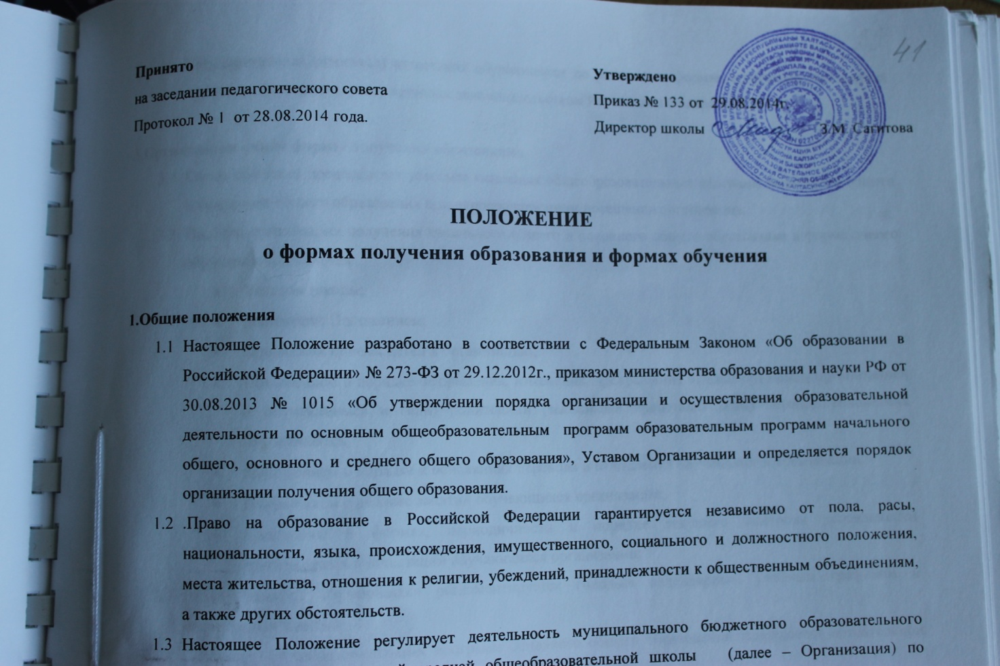 41
Принято
на заседании педагогического совета
Протокол № 1 от 28.08.2014 года.
Утверждено
Приказ № 133 от 29.08.2014г.
Директор школы З.М. Сагитова
ПОЛОЖЕНИЕ
о формах получения образования и формах обучения
1.Общие положения
1.1 Настоящее Положение разработано в соответствии с Федеральным Законом «Об образовании в
Российской Федерации» № 273-ФЗ от 29.12.2012г., приказом министерства образования и науки РФ от
30.08.2013 № 1015 «Об утверждении порядка организации и осуществления образовательной
деятельности по основным общеобразовательным программ образовательным программ начального
общего, основного и среднего общего образования», Уставом Организации и определяется порядок
организации получения общего образования.
1.2 .Право на образование в Российской Федерации гарантируется независимо от пола, расы,
национальности, языка, происхождения, имущественного, социального и должностного положения,
места жительства, отношения к религии, убеждений, принадлежности к общественным объединениям,
а также других обстоятельств.
1.3 Настоящее Положение регулирует деятельность муниципального бюджетного образовательного
общеобразовательной школы (далее – Организация) по